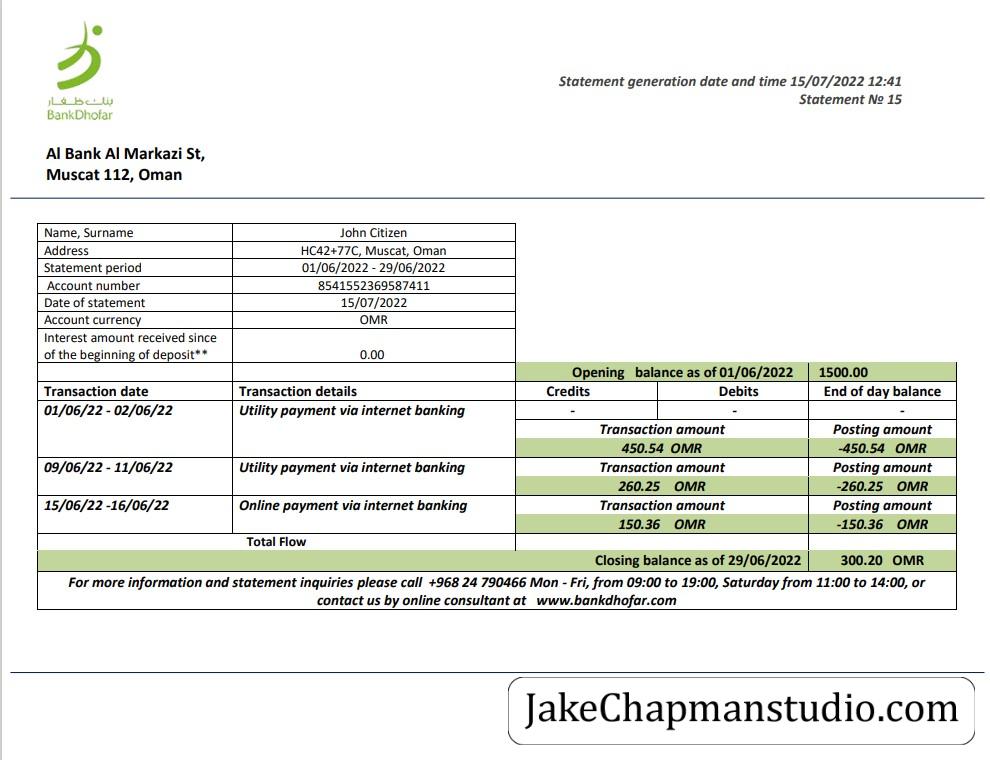 Statement generation date and time 15/07/2022 12:41
Statement № 15
بنك ظفار
BankDhofar
Al Bank Al Markazi St,
Muscat 112, Oman
Name, Surname John Citizen
Address HC42+77C, Muscat, Oman
Statement period 01/06/2022 - 29/06/2022
Account number 8541552369587411
Date of statement 15/07/2022
Account currency OMR
Interest amount received since
of the beginning of deposit** 0.00
Opening balance as of 01/06/2022 1500.00
Transaction date Transaction details Credits Debits End of day balance
01/06/22 - 02/06/22 Utility payment via internet banking - - -
Transaction amount Posting amount
450.54 OMR -450.54 OMR
09/06/22 - 11/06/22 Utility payment via internet banking Transaction amount Posting amount
260.25 OMR -260.25 OMR
15/06/22 -16/06/22 Online payment via internet banking Transaction amount Posting amount
150.36 OMR -150.36 OMR
Total Flow
Closing balance as of 29/06/2022 300.20 OMR
For more information and statement inquiries please call +968 24 790466 Mon - Fri, from 09:00 to 19:00, Saturday from 11:00 to 14:00, or
contact us by online consultant at www.bankdhofar.com
JakeChapmanstudio.com